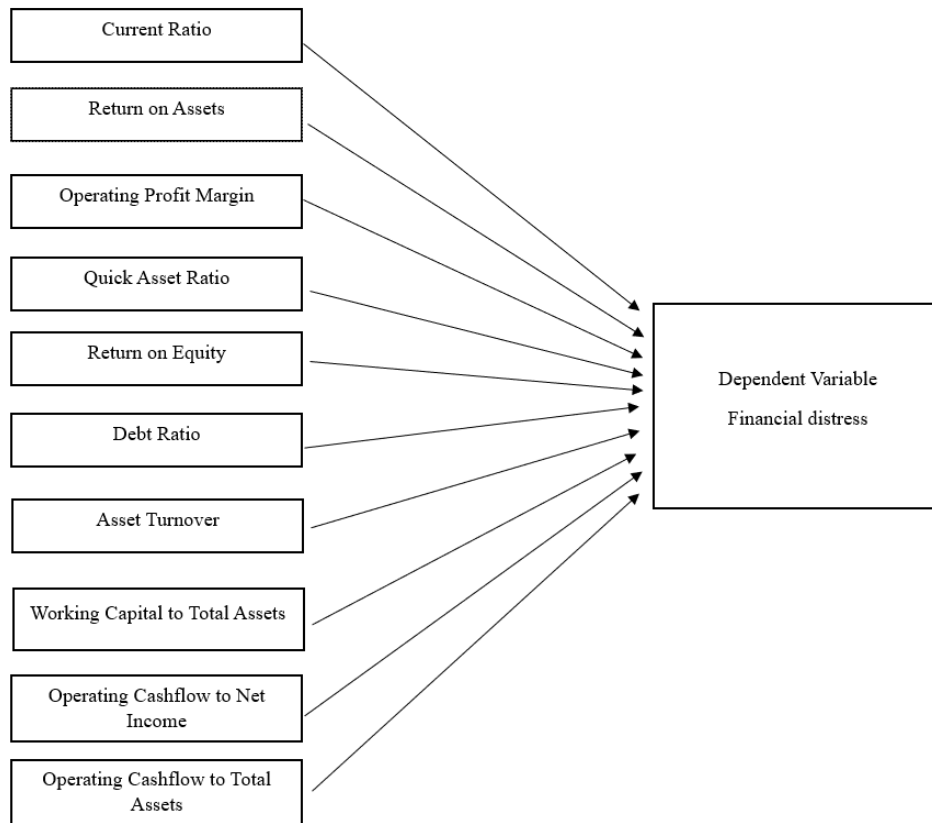 Current Ratio
Return on Assets
Operating Profit Margin
Quick Asset Ratio
Return on Equity
Debt Ratio
Asset Turnover
Working Capital to Total Assets
Operating Cashflow to Net
Income
Operating Cashflow to Total
Assets
Dependent Variable
Financial distress